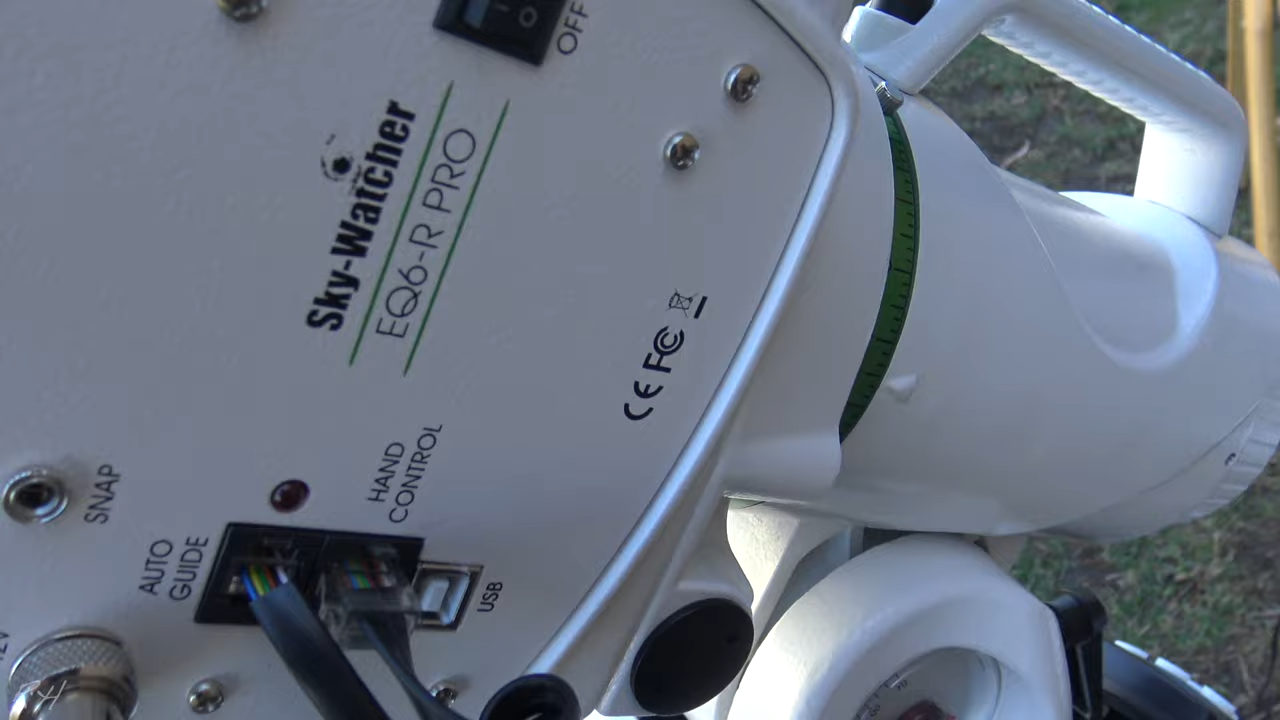 OFF
Sky-Watcher
EQ6-R PRO
CE FC
SNAP
HAND
CONTROL
AUTO
GUIDE
USB